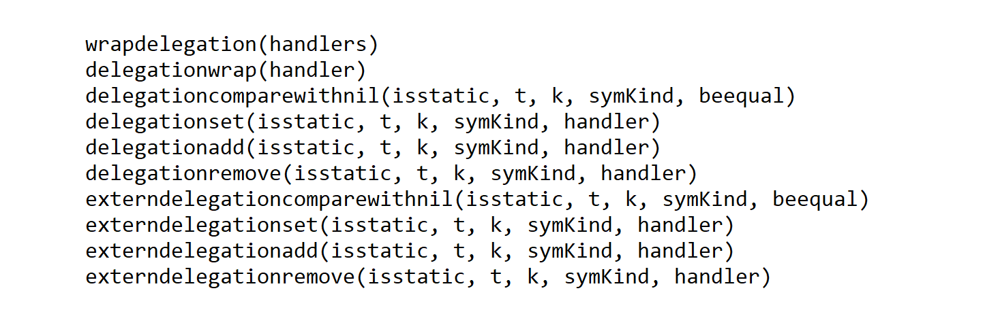 wrapdelegation(handlers)
delegationwrap(handler)
delegationcomparewithnil(isstatic, t, k, symKind, beequal)
delegationset(isstatic, t, k, symKind, handler)
delegationadd(isstatic, t, k, symKind, handler)
delegationremove(isstatic, t, k, symKind, handler)
externdelegationcomparewithnil(isstatic, t, k, symKind, beequal)
externdelegationset(isstatic, t, k, symKind, handler)
externdelegationadd(isstatic, t, k, symKind, handler)
externdelegationremove(isstatic, t, k, symKind, handler)